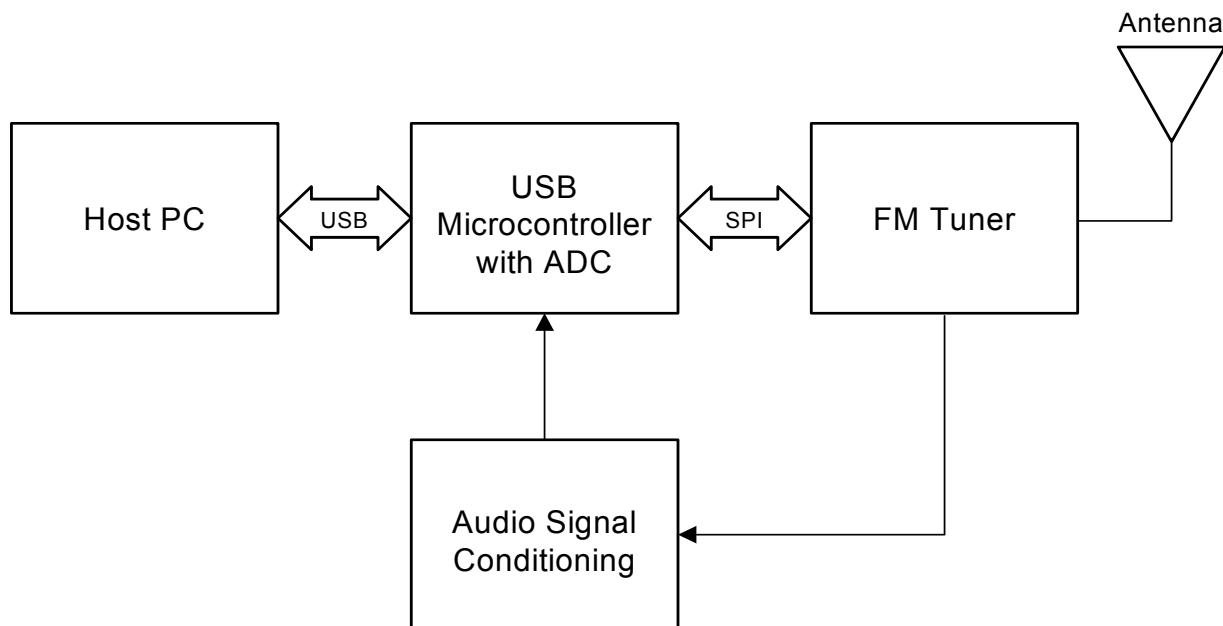 Antenna
Host PC
USB
USB
Microcontroller
with ADC
SPI
FM Tuner
Audio Signal
Conditioning